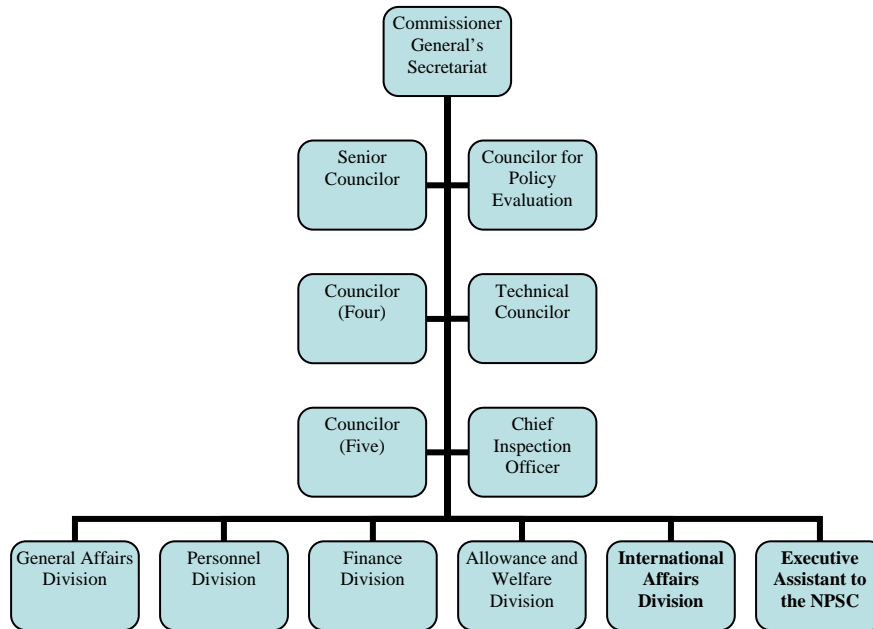 Commissioner
General’s
Secretariat
Senior
Councilor
Councilor for
Policy
Evaluation
Councilor
(Four)
Technical
Councilor
Councilor
(Five)
Chief
Inspection
Officer
General Affairs
Division
Personnel
Division
Finance
Division
Allowance and
Welfare
Division
International
Affairs
Division
Executive
Assistant to
the NPSC